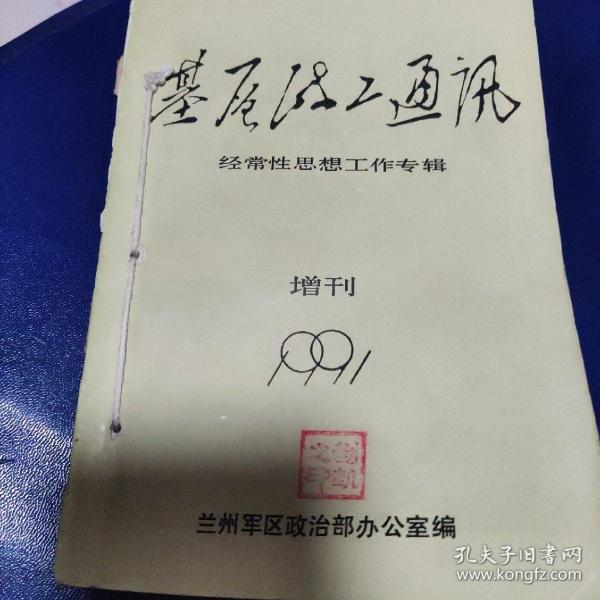 基层政工通讯
经常性思想工作专辑
增刊
1991
兰州军区政治部办公室编
孔夫子旧书网
www.kongfz.com